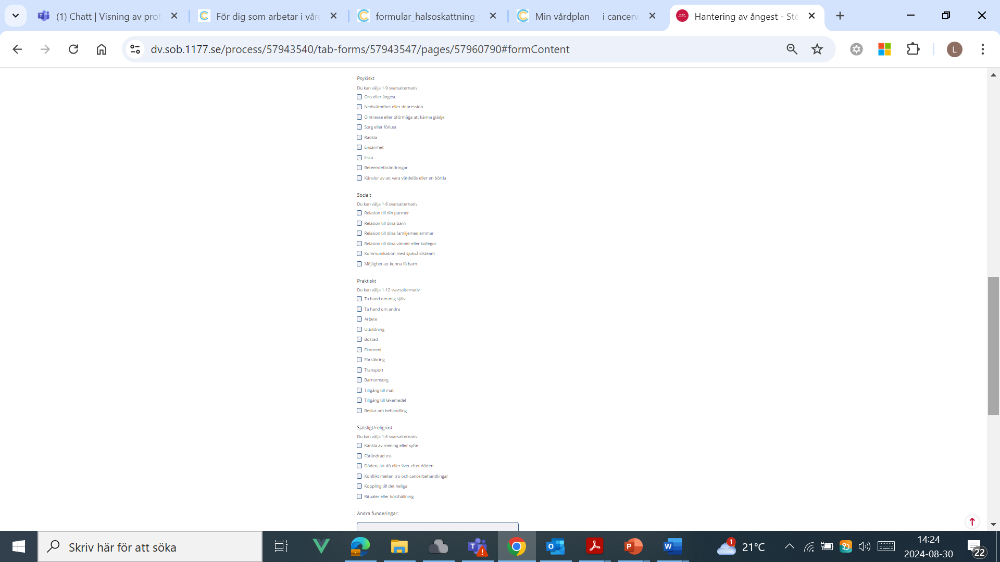 (1) Chatt | Visning av prot
För dig som arbetar i vård
formular_halsoskattning_
Min vårdplan i cancerv
Hantering av ångest - Stö
dv.sob.1177.se/process/57943540/tab-forms/57943547/pages/57960790#formContent
L
Psykiskt
Du kan välja 1-9 svarsalternativ
Oro eller ångest
Nedstämdhet eller depression
Ointresse eller oförmåga att känna glädje
Sorg eller förlust
Rädsla
Ensamhet
Ilska
Beteendeförändringar
Känslor av att vara värdelös eller en börda
Socialt
Du kan välja 1-6 svarsalternativ
Relation till din partner
Relation till dina barn
Relation till dina familjemedlemmar
Relation till dina vänner eller kollegor
Kommunikation med sjukvårdsteam
Möjlighet att kunna få barn
Praktiskt
Du kan välja 1-12 svarsalternativ
Ta hand om mig själv
Ta hand om andra
Arbete
Utbildning
Bostad
Ekonomi
Försäkring
Transport
Barnomsorg
Tillgång till mat
Tillgång till läkemedel
Beslut om behandling
Själsligt/religiöst
Du kan välja 1-6 svarsalternativ
Känsla av mening eller syfte
Förändrad tro
Döden, att dö eller livet efter döden
Konflikt mellan tro och cancerbehandlingar
Koppling till det heliga
Ritualer eller kosthållning
Andra funderingar:
Skriv här för att söka
1
21°C
14:24
2024-08-30
22